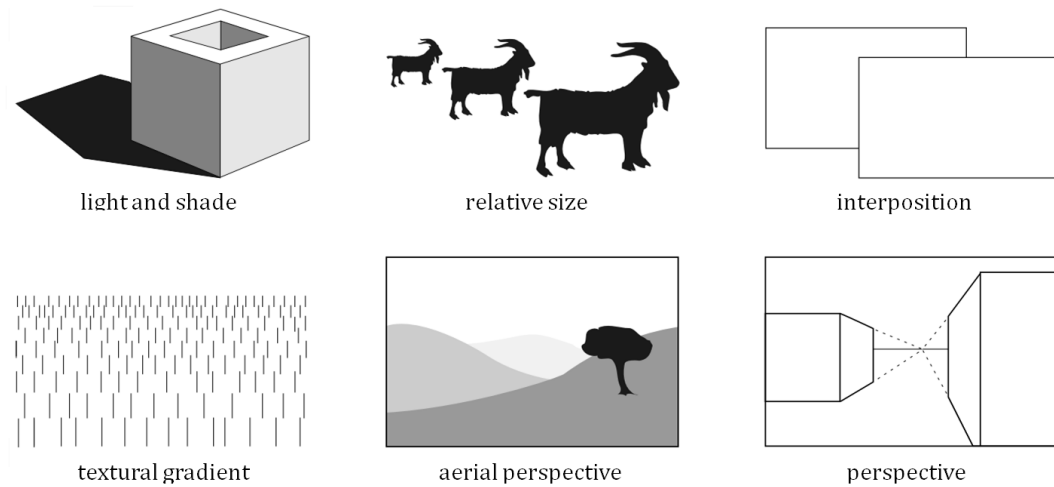 light and shade
relative size
interposition
textural gradient
aerial perspective
perspective